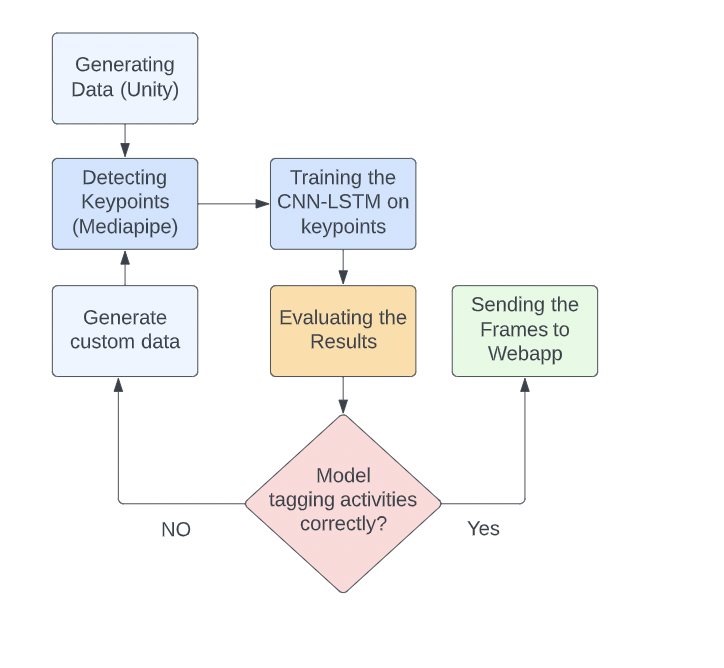 Generating
Data (Unity)
Detecting
Keypoints
(Mediapipe)
Training the
CNN-LSTM on
keypoints
Generate
custom data
Evaluating the
Results
Sending the
Frames to
Webapp
Model
tagging activities
correctly?
NO
Yes